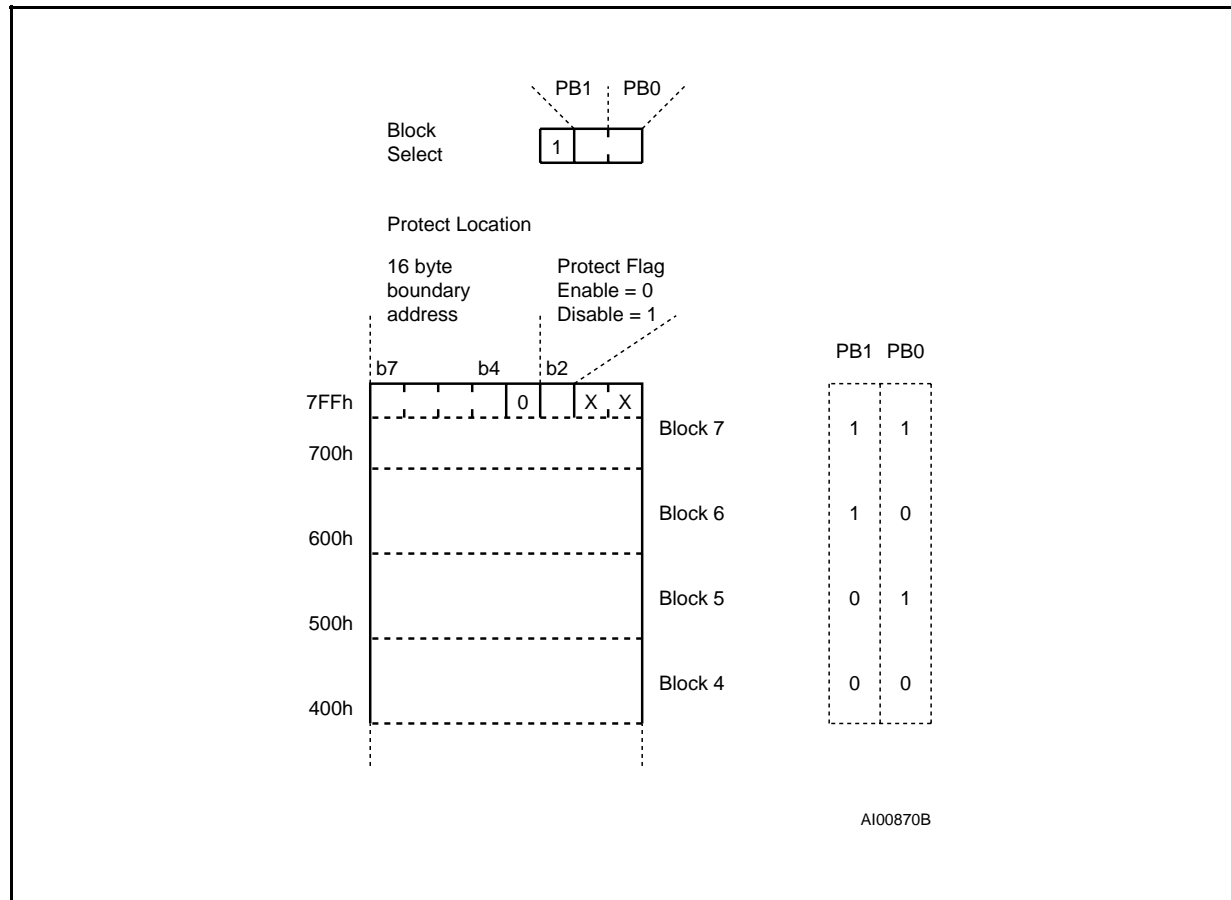 PB1 PB0
Block
Select
1
Protect Location
16 byte
boundary
address
Protect Flag
Enable = 0
Disable = 1
PB1 PB0
b7 b4 b2
7FFh 0 X X
Block 7 1 1
700h
Block 6 1 0
600h
Block 5 0 1
500h
Block 4 0 0
400h
AI00870B